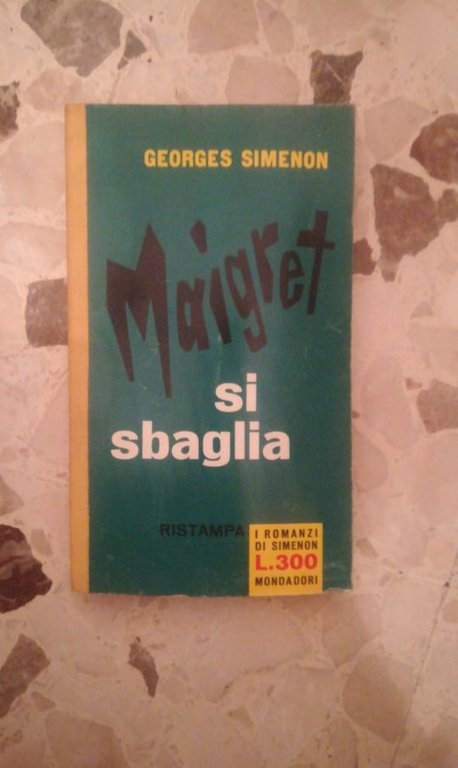 GEORGES SIMENON
Maigret
si
sbaglia
RISTAMPA
I ROMANZI
DI SIMENON
L.300
MONDADORI